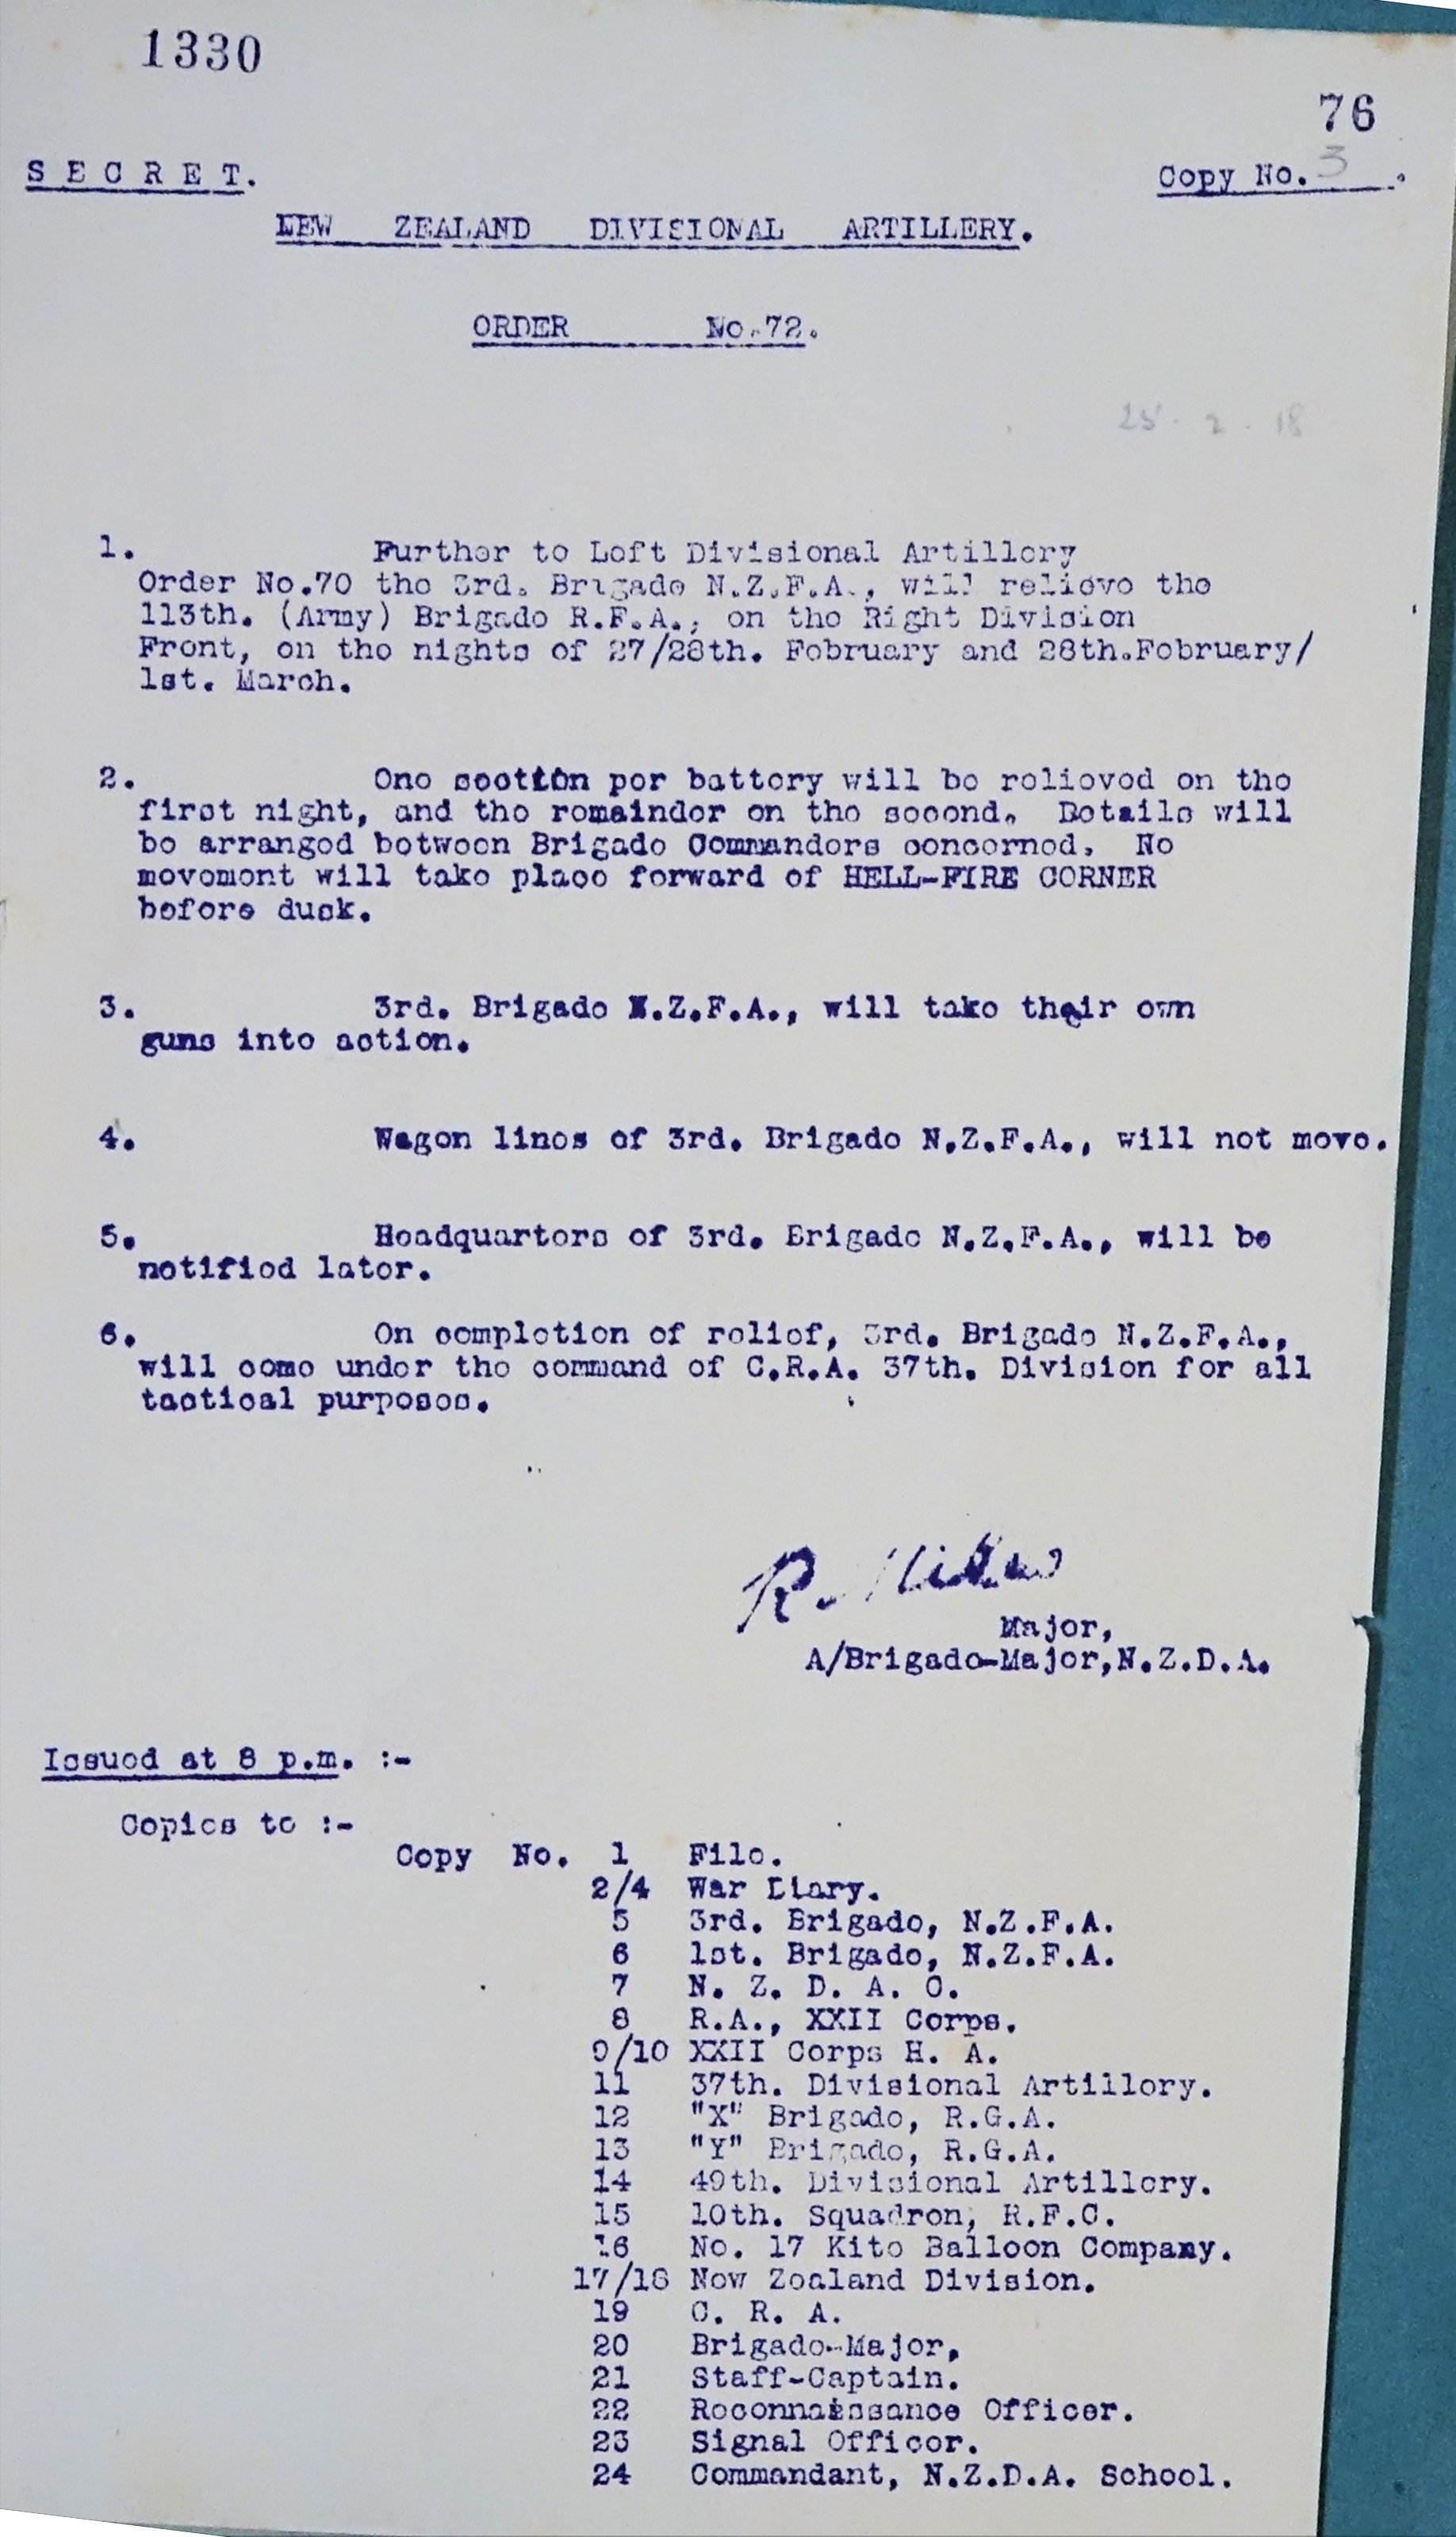 1330
76
S E C R E T.
Copy No. 3 .
NEW ZEALAND DIVISIONAL ARTILLERY.
ORDER No.72.
25. 2. 18
1. Further to Left Divisional Artillery
Order No.70 the 3rd. Brigade N.Z.F.A., will relieve the
113th. (Army) Brigade R.F.A., on the Right Division
Front, on the nights of 27/28th. February and 28th.February/
1st. March.
2. One section per battery will be relieved on the
first night, and the remainder on the second. Details will
be arranged between Brigade Commanders concerned. No
movement will take place forward of HELL-FIRE CORNER
before dusk.
3. 3rd. Brigade N.Z.F.A., will take their own
guns into action.
4. Wagon lines of 3rd. Brigade N.Z.F.A., will not move.
5. Headquarters of 3rd. Brigade N.Z.F.A., will be
notified later.
6. On completion of relief, 3rd. Brigade N.Z.F.A.,
will come under the command of C.R.A. 37th. Division for all
tactical purposes.
R.
Major,
A/Brigade-Major,N.Z.D.A.
Issued at 8 p.m. :-
Copies to :-
Copy No. 1 File.
2/4 War Diary.
5 3rd. Brigade, N.Z.F.A.
6 1st. Brigade, N.Z.F.A.
7 N. Z. D. A. C.
8 R.A., XXII Corps.
9/10 XXII Corps H. A.
11 37th. Divisional Artillery.
12 "X" Brigade, R.G.A.
13 "Y" Brigade, R.G.A.
14 49th. Divisional Artillery.
15 10th. Squadron, R.F.C.
16 No. 17 Kite Balloon Company.
17/18 New Zealand Division.
19 C. R. A.
20 Brigade-Major,
21 Staff-Captain.
22 Reconnaissance Officer.
23 Signal Officer.
24 Commandant, N.Z.D.A. School.